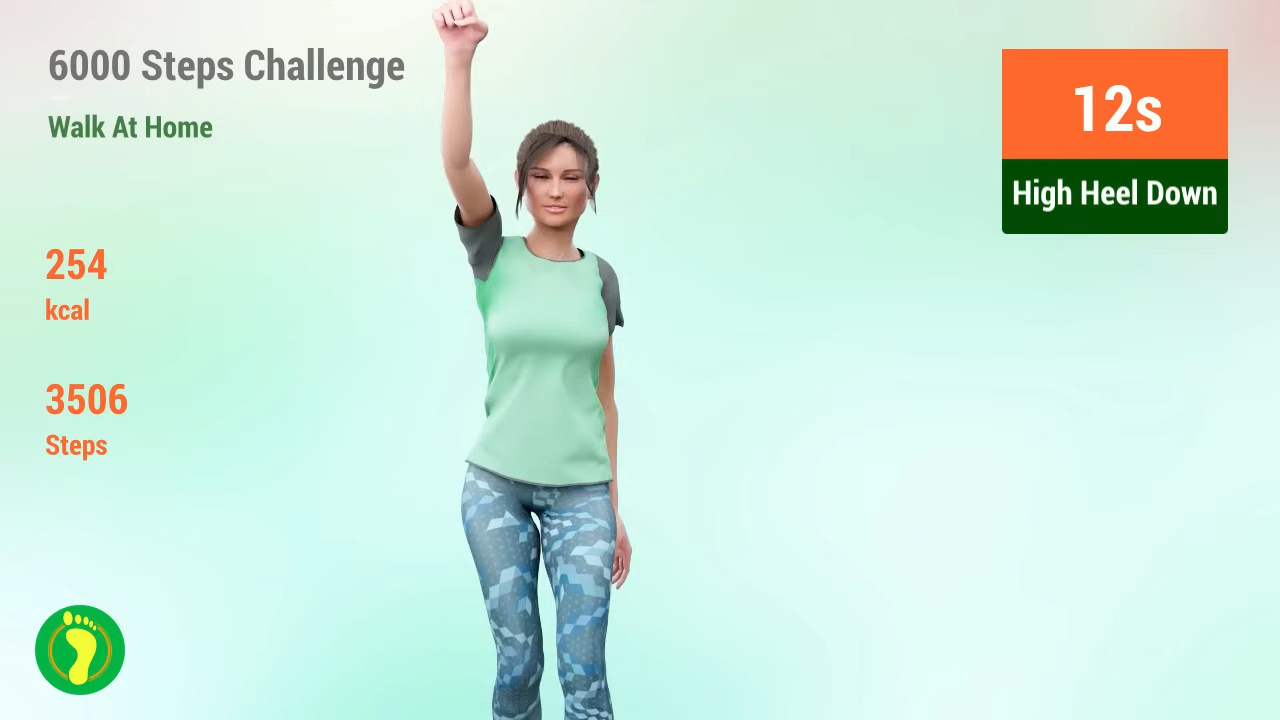 6000 Steps Challenge
Walk At Home
12s
High Heel Down
254
kcal
3506
Steps